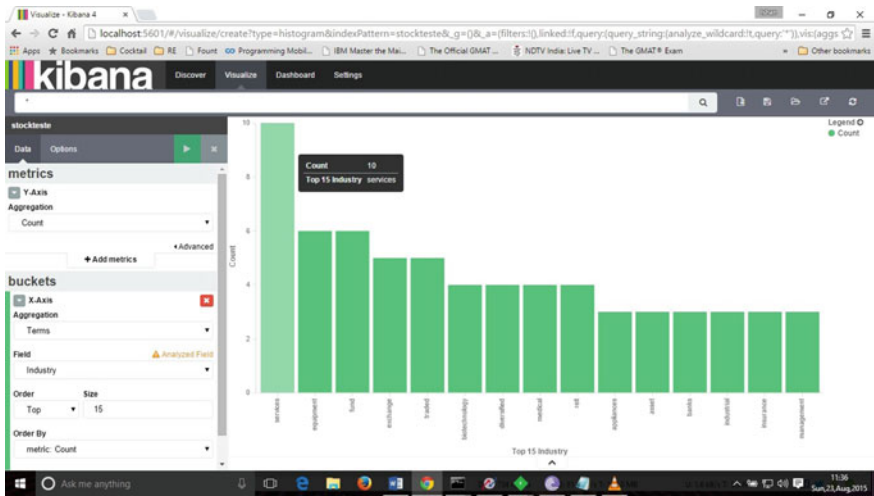 Visualize - Kibana 4
localhost:5601/#/visualize/create?type=histogram&indexPattern=stockteste&_g=()&_a=(filters:!(),linked:!f,query:(query_string:(analyze_wildcard:!t,query:'*')),vis:(aggs
Apps Bookmarks Cocktail RE Fount Programming Mobil... IBM Master the Mai... The Official GMAT ... NDTV India: Live TV ... The GMAT® Exam » Other bookmarks
kibana Discover Visualize Dashboard Settings
*
stockteste
Data Options
metrics
Y-Axis
Aggregation
Count
Advanced
+ Add metrics
buckets
X-Axis
Aggregation
Terms
Field Analyzed Field
Industry
Order Size
Top 15
Order By
metric: Count
Legend
Count
Count 10
Top 15 Industry services
10
8
6
4
2
0
Count
services
equipment
fund
exchange
traded
biotechnology
diversified
medical
reit
appliances
asset
banks
industrial
insurance
management
Top 15 Industry
Ask me anything
11:36
Sun,23,Aug,2015